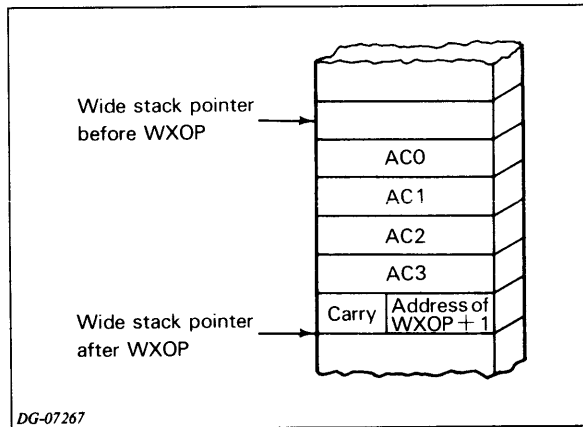 Wide stack pointer
before WXOP
AC0
AC1
AC2
AC3
Carry
Address of
WXOP + 1
Wide stack pointer
after WXOP
DG-07267